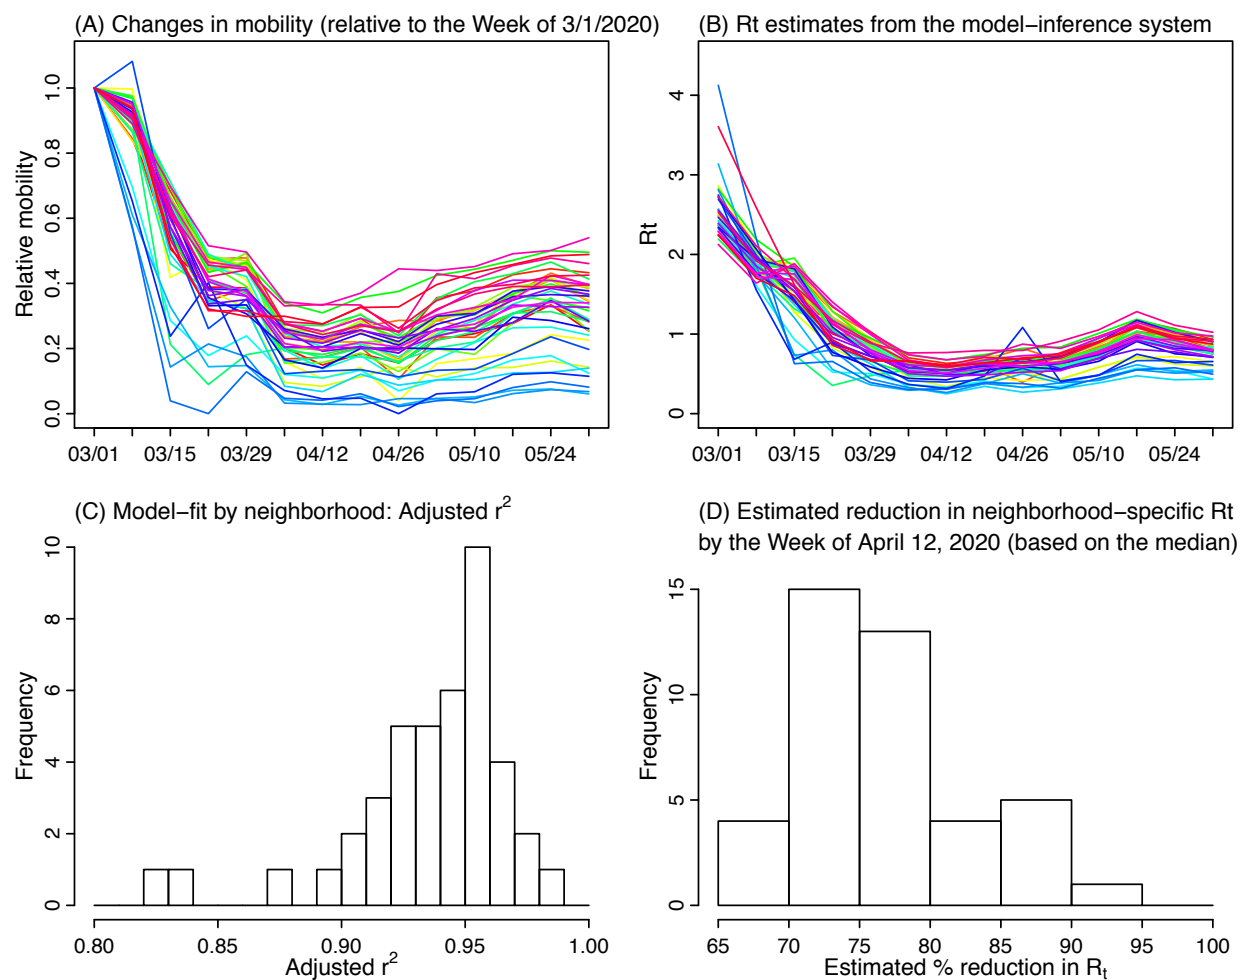 (A) Changes in mobility (relative to the Week of 3/1/2020)
Relative mobility
1.0
0.8
0.6
0.4
0.2
0.0
03/01 03/15 03/29 04/12 04/26 05/10 05/24
(B) Rt estimates from the model−inference system
Rt
4
3
2
1
0
03/01 03/15 03/29 04/12 04/26 05/10 05/24
(C) Model−fit by neighborhood: Adjusted r²
Frequency
10
8
6
4
2
0
0.80 0.85 0.90 0.95 1.00
Adjusted r²
(D) Estimated reduction in neighborhood−specific Rt
by the Week of April 12, 2020 (based on the median)
Frequency
15
10
5
0
65 70 75 80 85 90 95 100
Estimated % reduction in Rₜ